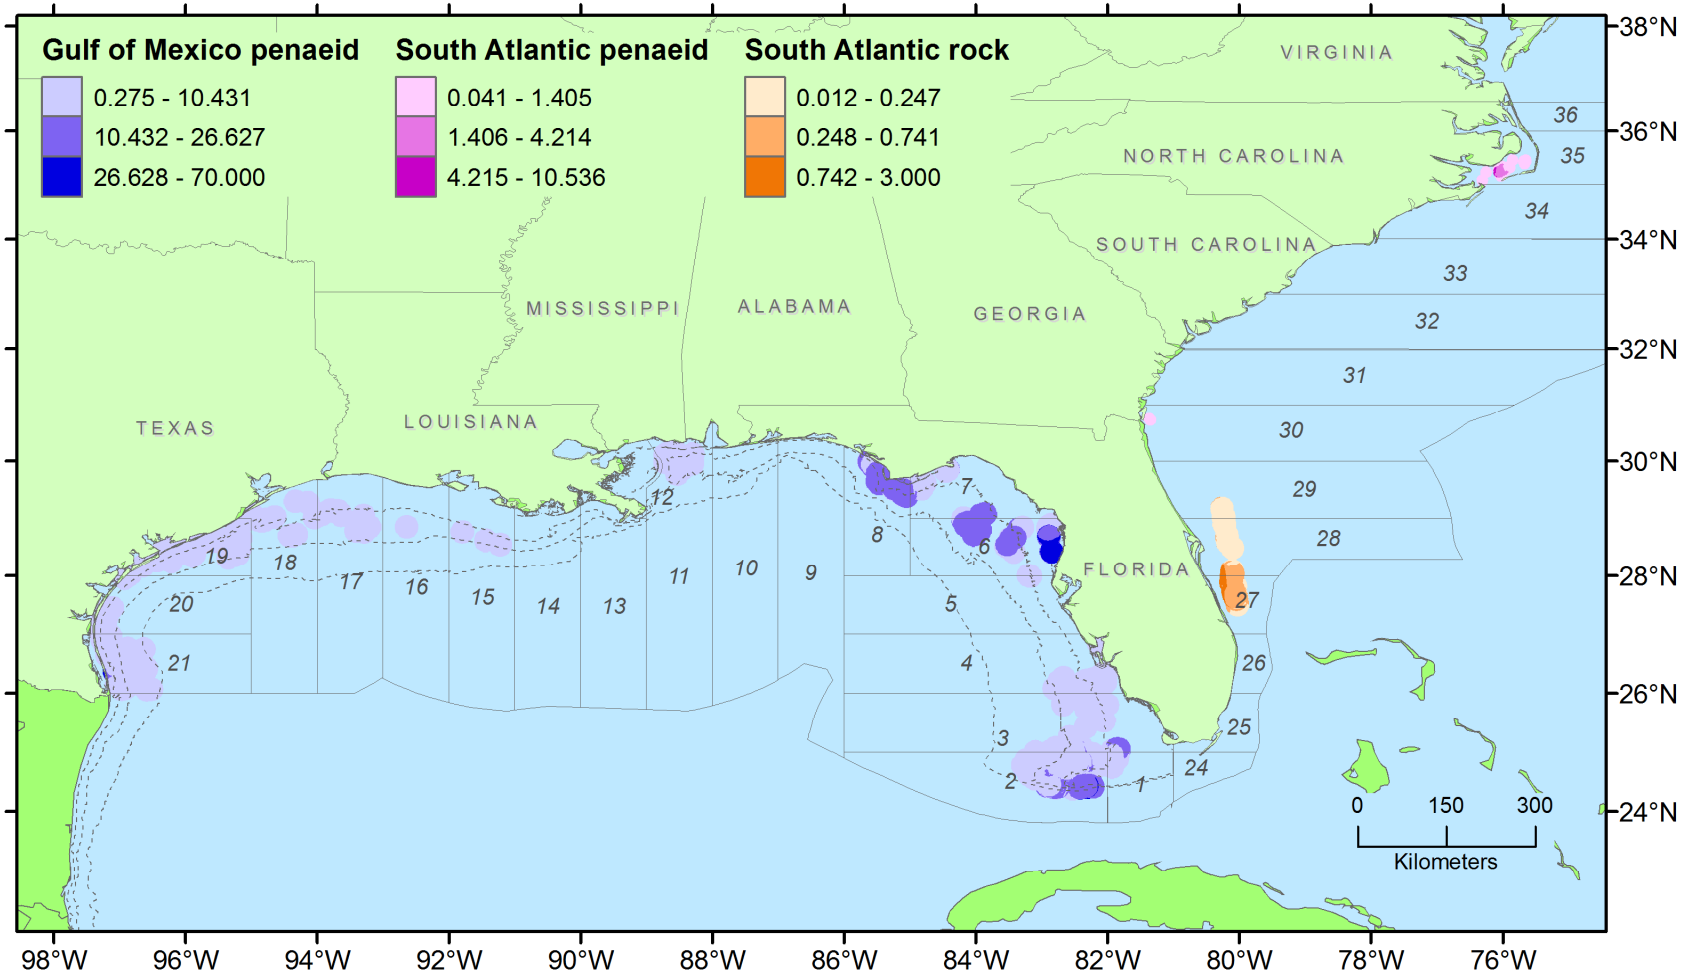 Gulf of Mexico penaeid
0.275 - 10.431
10.432 - 26.627
26.628 - 70.000
South Atlantic penaeid
0.041 - 1.405
1.406 - 4.214
4.215 - 10.536
South Atlantic rock
0.012 - 0.247
0.248 - 0.741
0.742 - 3.000
VIRGINIA
NORTH CAROLINA
SOUTH CAROLINA
MISSISSIPPI
ALABAMA
GEORGIA
TEXAS
LOUISIANA
FLORIDA
36
35
34
33
32
31
30
29
28
27
26
25
24
1
2
3
4
5
6
7
8
9
10
11
12
13
14
15
16
17
18
19
20
21
0 150 300
Kilometers
38°N
36°N
34°N
32°N
30°N
28°N
26°N
24°N
98°W 96°W 94°W 92°W 90°W 88°W 86°W 84°W 82°W 80°W 78°W 76°W